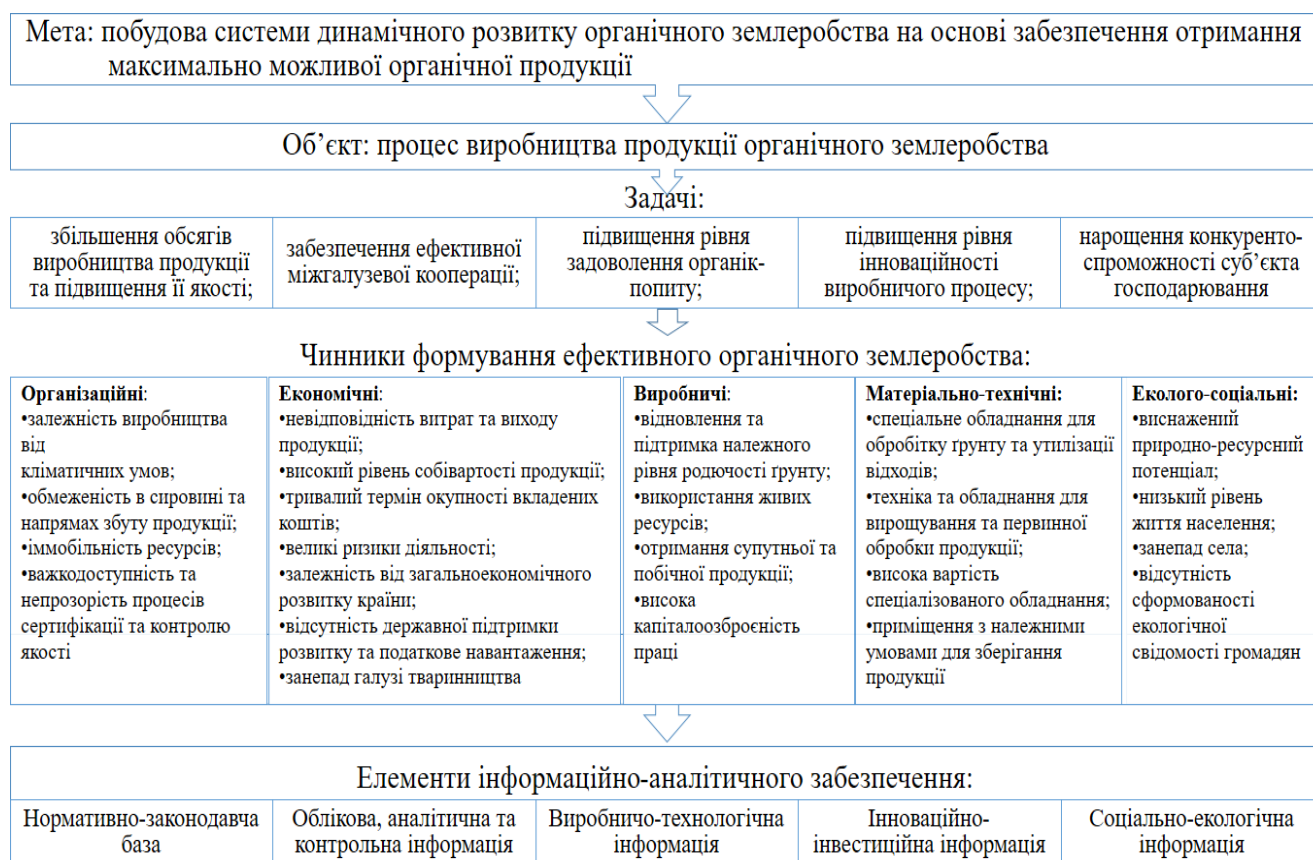 Мета: побудова системи динамічного розвитку органічного землеробства на основі забезпечення отримання
максимально можливої органічної продукції
Об’єкт: процес виробництва продукції органічного землеробства
Задачі:
збільшення обсягів
виробництва продукції
та підвищення її якості;
забезпечення ефективної
міжгалузевої кооперації;
підвищення рівня
задоволення органік-
попиту;
підвищення рівня
інноваційності
виробничого процесу;
нарощення конкуренто-
спроможності суб’єкта
господарювання
Чинники формування ефективного органічного землеробства:
Організаційні:
•залежність виробництва
від
кліматичних умов;
•обмеженість в сировині та
напрямах збуту продукції;
•іммобільність ресурсів;
•важкодоступність та
непрозорість процесів
сертифікації та контролю
якості
Економічні:
•невідповідність витрат та виходу
продукції;
•високий рівень собівартості продукції;
•тривалий термін окупності вкладених
коштів;
•великі ризики діяльності;
•залежність від загальноекономічного
розвитку країни;
•відсутність державної підтримки
розвитку та податкове навантаження;
•занепад галузі тваринництва
Виробничі:
•відновлення та
підтримка належного
рівня родючості ґрунту;
•використання живих
ресурсів;
•отримання супутньої та
побічної продукції;
•висока
капіталоозброєність
праці
Матеріально-технічні:
•спеціальне обладнання для
обробітку ґрунту та утилізації
відходів;
•техніка та обладнання для
вирощування та первинної
обробки продукції;
•висока вартість
спеціалізованого обладнання;
•приміщення з належними
умовами для зберігання
продукції
Еколого-соціальні:
•виснажений
природно-ресурсний
потенціал;
•низький рівень
життя населення;
•занепад села;
•відсутність
сформованості
екологічної
свідомості громадян
Елементи інформаційно-аналітичного забезпечення:
Нормативно-законодавча
база
Облікова, аналітична та
контрольна інформація
Виробничо-технологічна
інформація
Інноваційно-
інвестиційна інформація
Соціально-екологічна
інформація